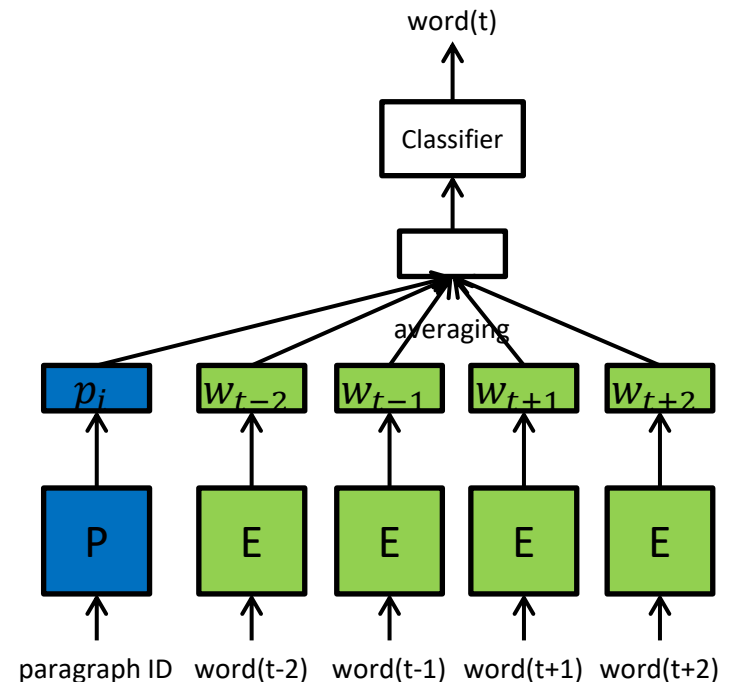 word(t)
Classifier
averaging
p_i w_{t−2} w_{t−1} w_{t+1} w_{t+2}
P E E E E
paragraph ID word(t-2) word(t-1) word(t+1) word(t+2)